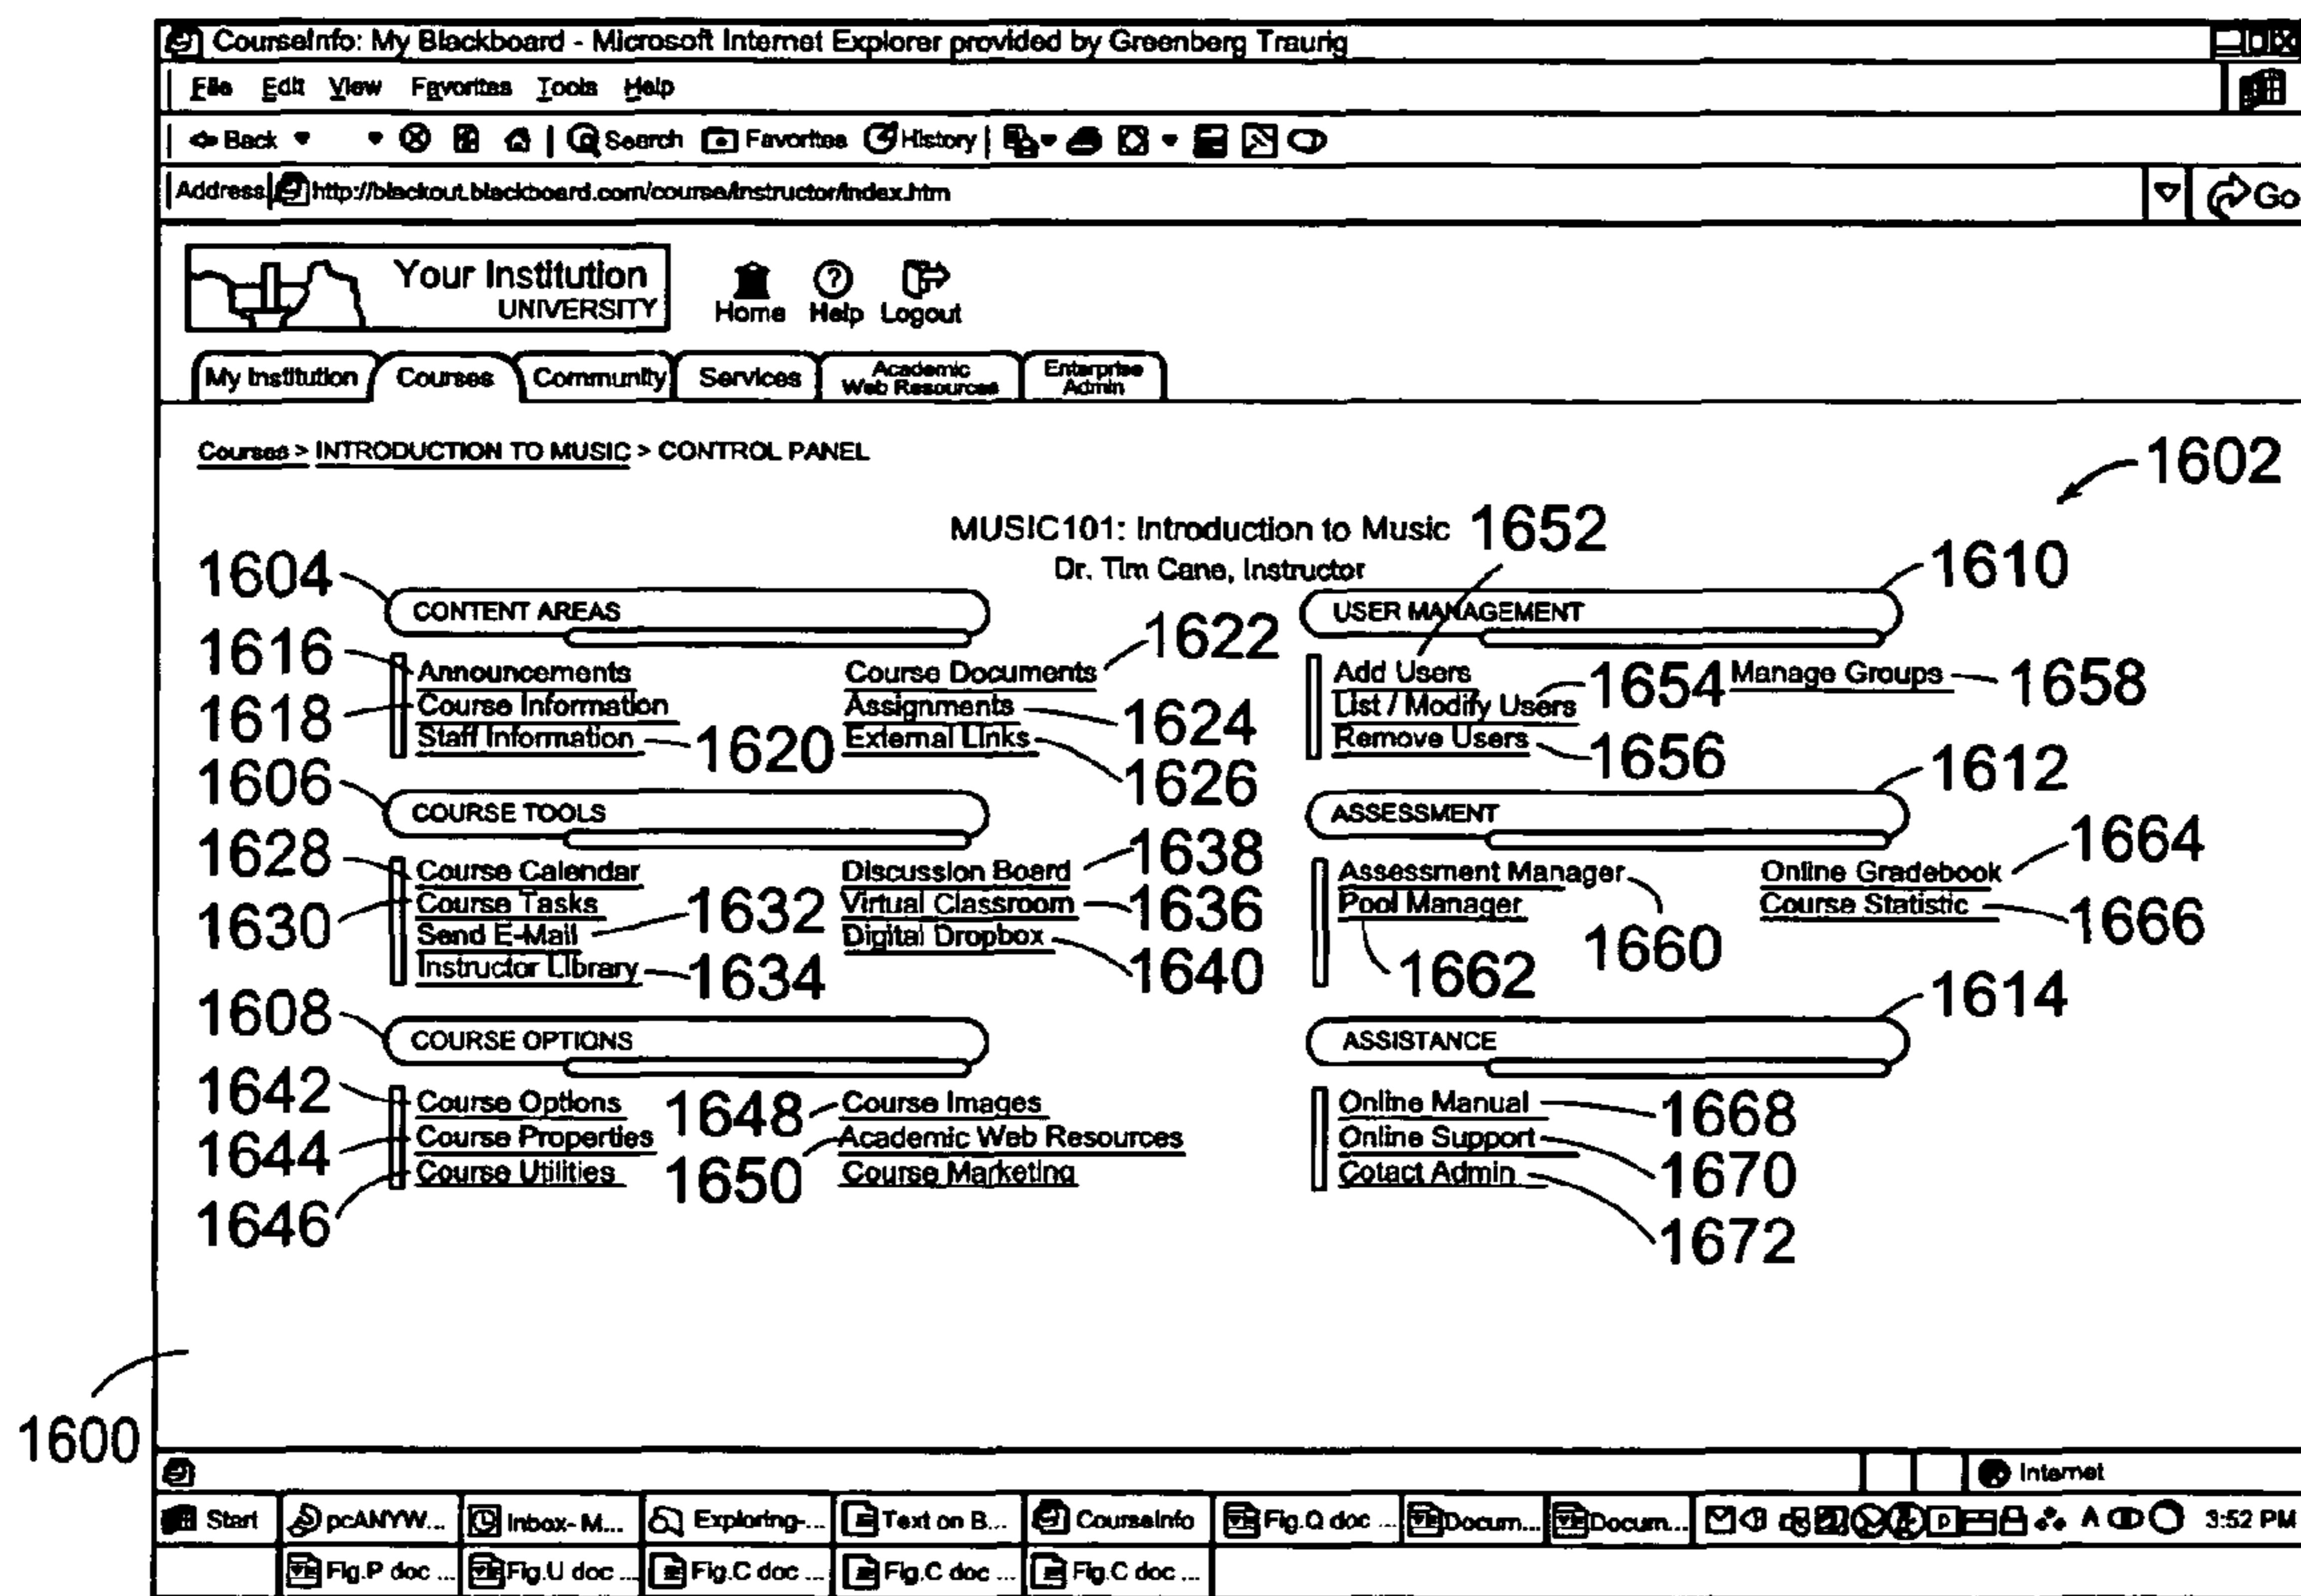 CourseInfo: My Blackboard - Microsoft Internet Explorer provided by Greenberg Traurig
File Edit View Favorites Tools Help
Back Search Favorites History
Address http://blackout.blackboard.com/course/instructor/index.htm Go
Your Institution
UNIVERSITY
Home Help Logout
My Institution Courses Community Services Academic Web Resources Enterprise Admin
Courses > INTRODUCTION TO MUSIC > CONTROL PANEL
1602
MUSIC101: Introduction to Music 1652
Dr. Tim Cane, Instructor
1604 CONTENT AREAS
1616 Announcements Course Documents 1622
1618 Course Information Assignments 1624
Staff Information 1620 External Links 1626
1606 COURSE TOOLS
1628 Course Calendar Discussion Board 1638
1630 Course Tasks Virtual Classroom 1636
Send E-Mail 1632 Digital Dropbox 1640
Instructor Library 1634
1608 COURSE OPTIONS
1642 Course Options 1648 Course Images
1644 Course Properties 1650 Academic Web Resources
1646 Course Utilities Course Marketing
USER MANAGEMENT 1610
Add Users Manage Groups 1658
List / Modify Users 1654
Remove Users 1656
ASSESSMENT 1612
Assessment Manager 1660 Online Gradebook 1664
Pool Manager 1662 Course Statistic 1666
ASSISTANCE 1614
Online Manual 1668
Online Support 1670
Cotact Admin 1672
1600
Internet
Start pcANYW... Inbox- M... Exploring-... Text on B... CourseInfo Fig.Q doc ... Docum... Docum... 3:52 PM
Fig.P doc ... Fig.U doc ... Fig.C doc ... Fig.C doc ... Fig.C doc ...